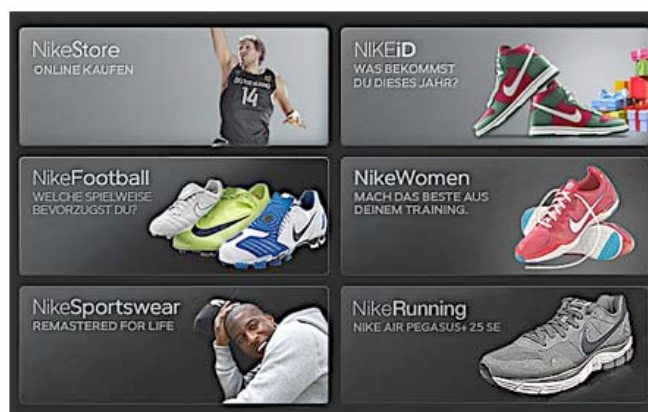 NikeStore
ONLINE KAUFEN
NIKEiD
WAS BEKOMMST
DU DIESES JAHR?
NikeFootball
WELCHE SPIELWEISE
BEVORZUGST DU?
NikeWomen
MACH DAS BESTE AUS
DEINEM TRAINING.
NikeSportswear
REMASTERED FOR LIFE
NikeRunning
NIKE AIR PEGASUS+ 25 SE
14